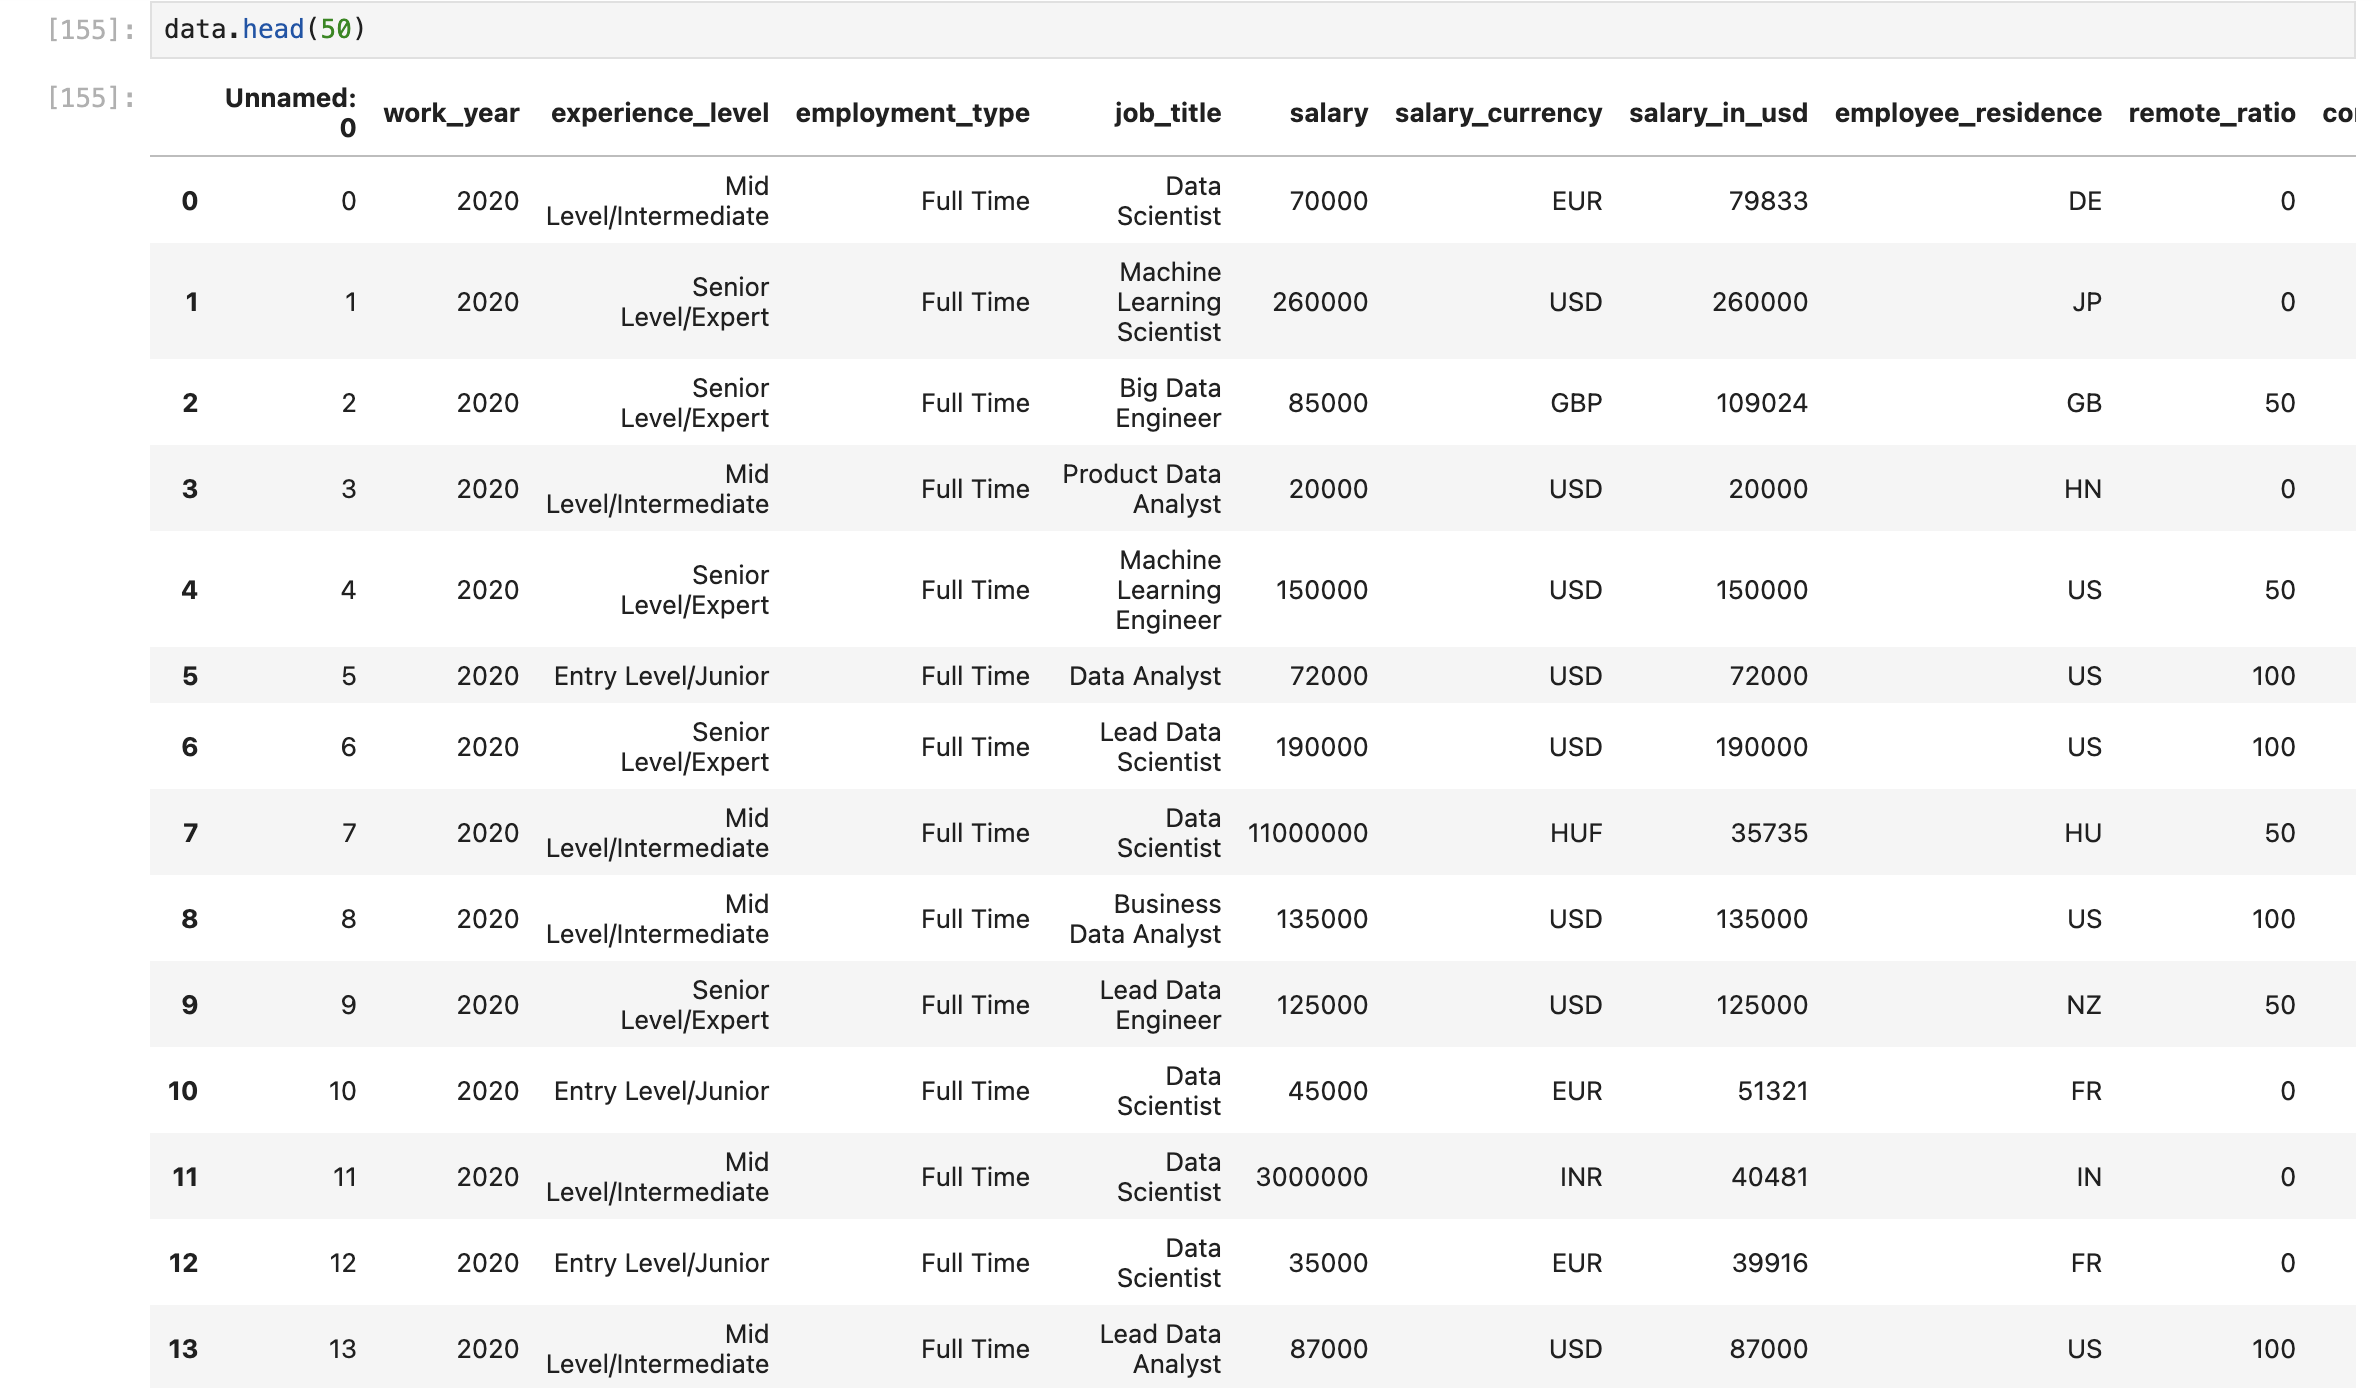 [155]: data.head(50)
[155]: Unnamed: 0 work_year experience_level employment_type job_title salary salary_currency salary_in_usd employee_residence remote_ratio
0 0 2020 Mid Level/Intermediate Full Time Data Scientist 70000 EUR 79833 DE 0
1 1 2020 Senior Level/Expert Full Time Machine Learning Scientist 260000 USD 260000 JP 0
2 2 2020 Senior Level/Expert Full Time Big Data Engineer 85000 GBP 109024 GB 50
3 3 2020 Mid Level/Intermediate Full Time Product Data Analyst 20000 USD 20000 HN 0
4 4 2020 Senior Level/Expert Full Time Machine Learning Engineer 150000 USD 150000 US 50
5 5 2020 Entry Level/Junior Full Time Data Analyst 72000 USD 72000 US 100
6 6 2020 Senior Level/Expert Full Time Lead Data Scientist 190000 USD 190000 US 100
7 7 2020 Mid Level/Intermediate Full Time Data Scientist 11000000 HUF 35735 HU 50
8 8 2020 Mid Level/Intermediate Full Time Business Data Analyst 135000 USD 135000 US 100
9 9 2020 Senior Level/Expert Full Time Lead Data Engineer 125000 USD 125000 NZ 50
10 10 2020 Entry Level/Junior Full Time Data Scientist 45000 EUR 51321 FR 0
11 11 2020 Mid Level/Intermediate Full Time Data Scientist 3000000 INR 40481 IN 0
12 12 2020 Entry Level/Junior Full Time Data Scientist 35000 EUR 39916 FR 0
13 13 2020 Mid Level/Intermediate Full Time Lead Data Analyst 87000 USD 87000 US 100